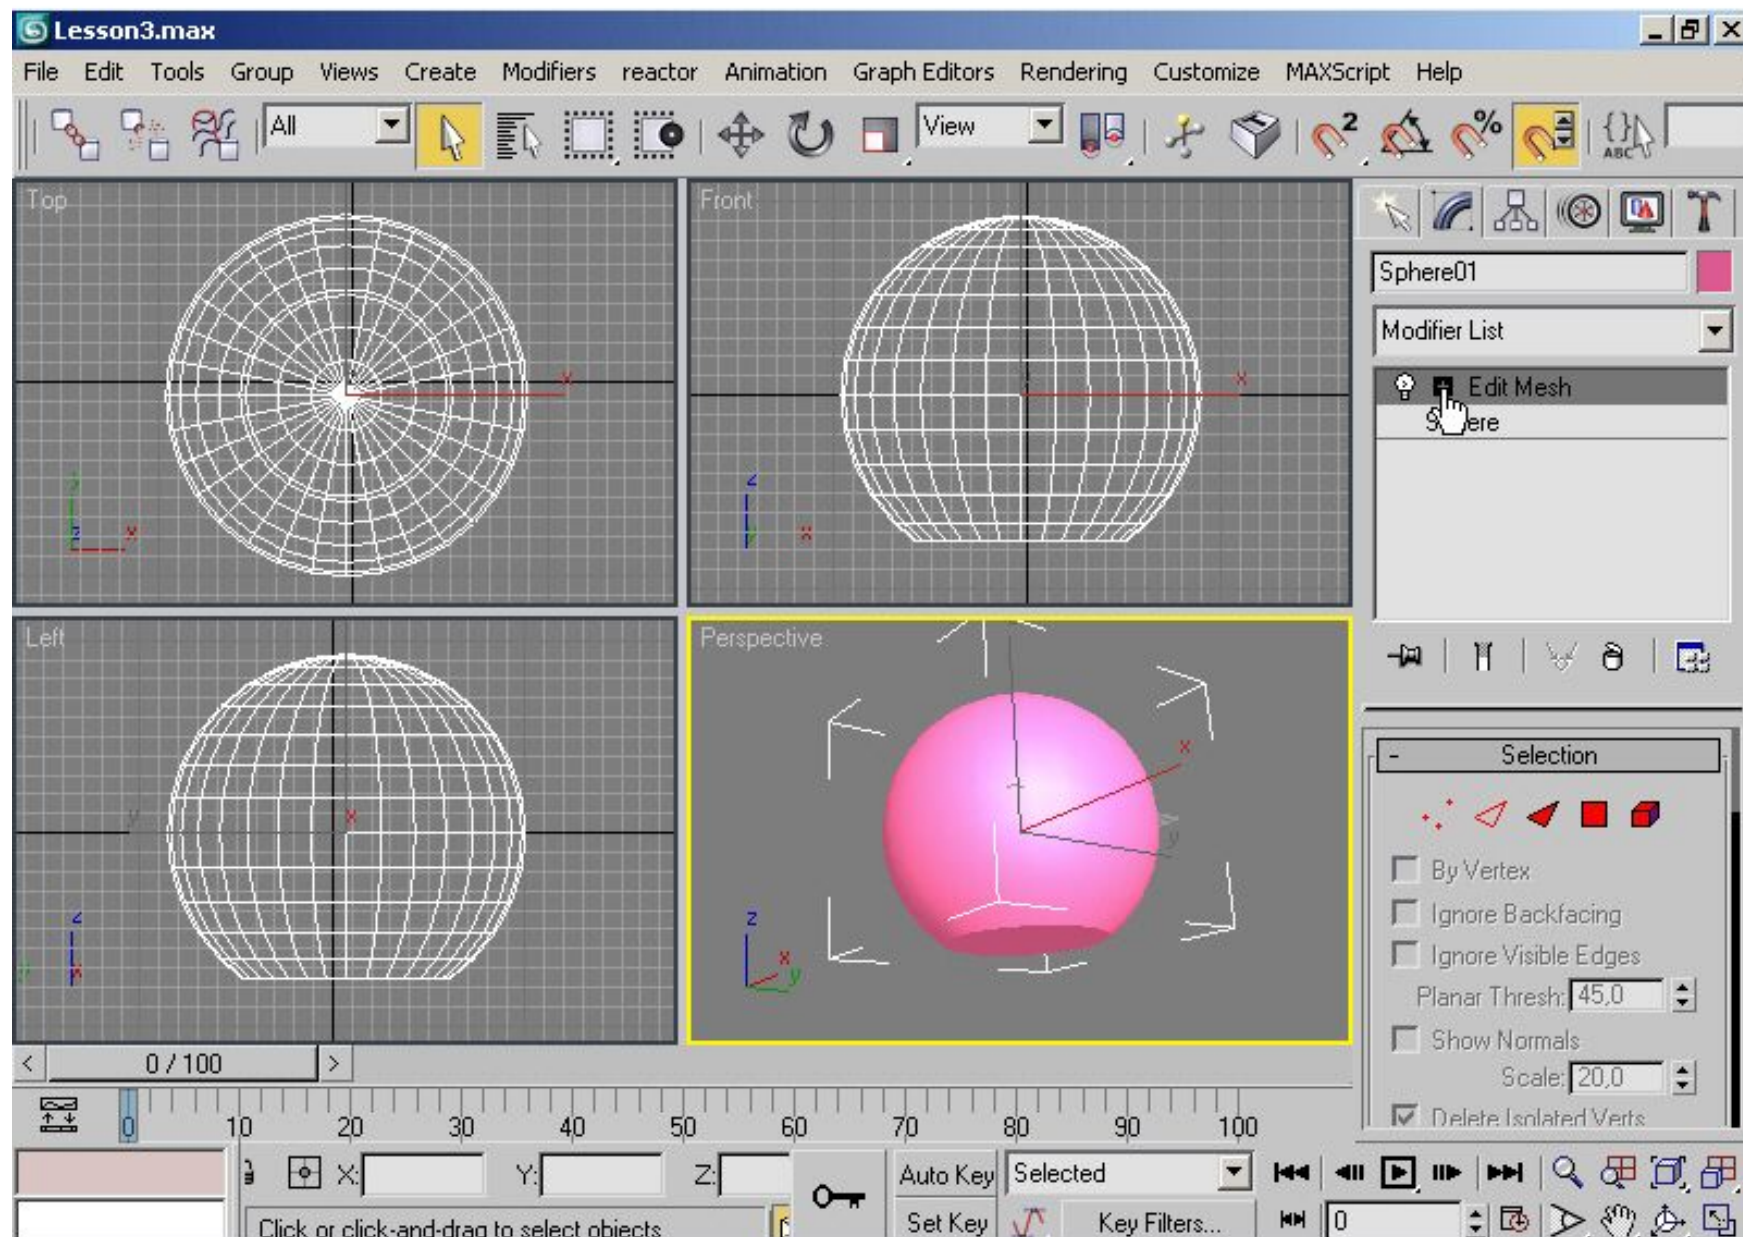 Lesson3.max
File Edit Tools Group Views Create Modifiers reactor Animation Graph Editors Rendering Customize MAXScript Help
All
View
2
%
{}
ABC
Top
x
y
z
x
Front
x
z
y
x
Sphere01
Modifier List
Edit Mesh
Left
y
x
z
y
x
Perspective
x
y
z
x
y
Selection
By Vertex
Ignore Backfacing
Ignore Visible Edges
Planar Thresh: 45,0
Show Normals
Scale: 20,0
Delete Isolated Verts
< 0 / 100 >
0 10 20 30 40 50 60 70 80 90 100
X: Y: Z:
Auto Key Selected
Click or click-and-drag to select objects
Set Key Key Filters...
0